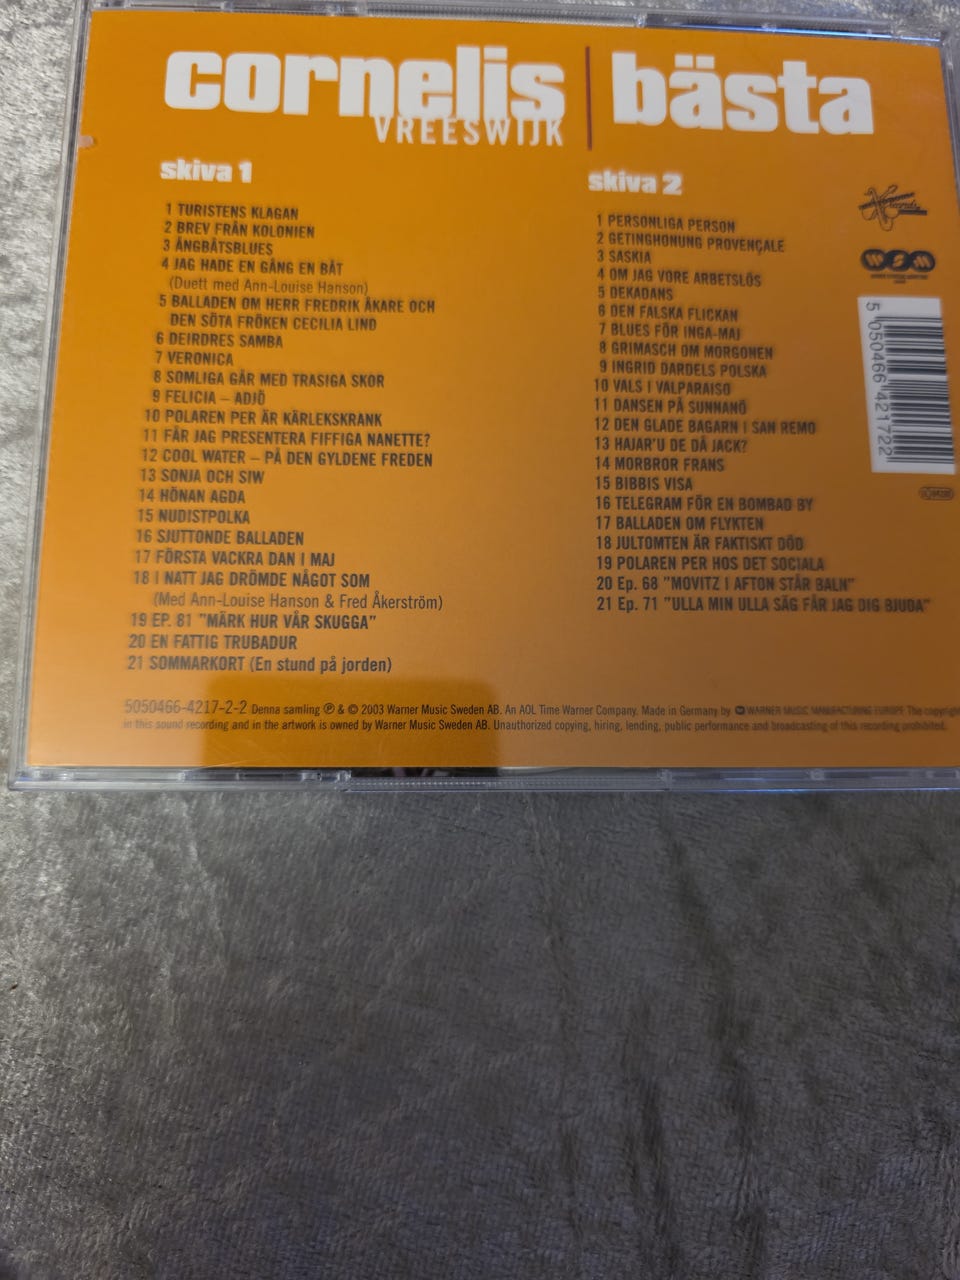 cornelis | bästa
VREESWIJK
skiva 1
1 TURISTENS KLAGAN
2 BREV FRÅN KOLONIEN
3 ÅNGBÅTSBLUES
4 JAG HADE EN GÅNG EN BÅT
(Duett med Ann-Louise Hanson)
5 BALLADEN OM HERR FREDRIK ÅKARE OCH
DEN SÖTA FRÖKEN CECILIA LIND
6 DEIRDRES SAMBA
7 VERONICA
8 SOMLIGA GÅR MED TRASIGA SKOR
9 FELICIA – ADJÖ
10 POLAREN PER ÄR KÄRLEKSKRANK
11 FÅR JAG PRESENTERA FIFFIGA NANETTE?
12 COOL WATER – PÅ DEN GYLDENE FREDEN
13 SONJA OCH SIW
14 HÖNAN AGDA
15 NUDISTPOLKA
16 SJUTTONDE BALLADEN
17 FÖRSTA VACKRA DAN I MAJ
18 I NATT JAG DRÖMDE NÅGOT SOM
(Med Ann-Louise Hanson & Fred Åkerström)
19 EP. 81 "MÄRK HUR VÅR SKUGGA"
20 EN FATTIG TRUBADUR
21 SOMMARKORT (En stund på jorden)
skiva 2
1 PERSONLIGA PERSON
2 GETINGHONUNG PROVENÇALE
3 SASKIA
4 OM JAG VORE ARBETSLÖS
5 DEKADANS
6 DEN FALSKA FLICKAN
7 BLUES FÖR INGA-MAJ
8 GRIMASCH OM MORGONEN
9 INGRID DARDELS POLSKA
10 VALS I VALPARAISO
11 DANSEN PÅ SUNNANÖ
12 DEN GLADE BAGARN I SAN REMO
13 HAJAR'U DE DÅ JACK?
14 MORBROR FRANS
15 BIBBIS VISA
16 TELEGRAM FÖR EN BOMBAD BY
17 BALLADEN OM FLYKTEN
18 JULTOMTEN ÄR FAKTISKT DÖD
19 POLAREN PER HOS DET SOCIALA
20 Ep. 68 "MOVITZ I AFTON STÅR BALN"
21 Ep. 71 "ULLA MIN ULLA SÄG FÅR JAG DIG BJUDA"
WSM
5 050466 421722
5050466-4217-2-2 Denna samling ℗ & © 2003 Warner Music Sweden AB. An AOL Time Warner Company. Made in Germany by WARNER MUSIC MANUFACTURING EUROPE The copyright
in this sound recording and in the artwork is owned by Warner Music Sweden AB. Unauthorized copying, hiring, lending, public performance and broadcasting of this recording prohibited.